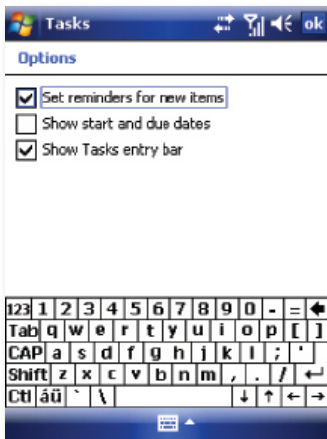 Tasks ok
Options
Set reminders for new items
Show start and due dates
Show Tasks entry bar
123 1 2 3 4 5 6 7 8 9 0 - =
Tab q w e r t y u i o p [ ]
CAP a s d f g h j k l ; '
Shift z x c v b n m , . /
Ctl áü ` \